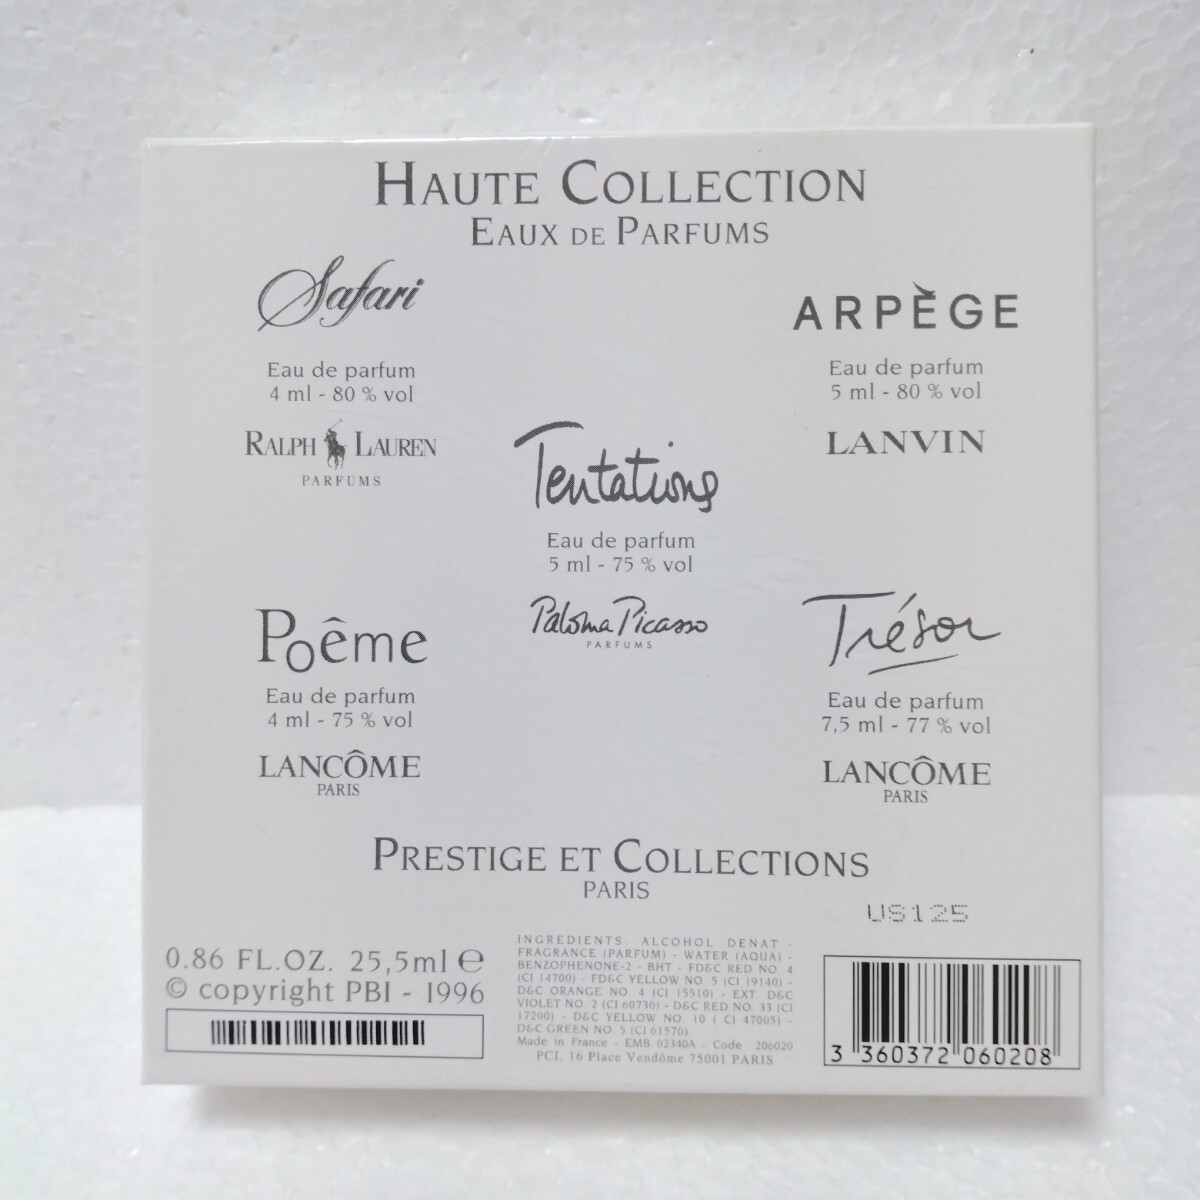 HAUTE COLLECTION
EAUX DE PARFUMS
Safari
Eau de parfum
4 ml - 80 % vol
RALPH LAUREN
PARFUMS
ARPÈGE
Eau de parfum
5 ml - 80 % vol
LANVIN
Tentations
Eau de parfum
5 ml - 75 % vol
Paloma Picasso
PARFUMS
Poême
Eau de parfum
4 ml - 75 % vol
LANCÔME
PARIS
Trésor
Eau de parfum
7,5 ml - 77 % vol
LANCÔME
PARIS
PRESTIGE ET COLLECTIONS
PARIS
US125
0.86 FL.OZ. 25,5ml ℮
© copyright PBI - 1996
INGREDIENTS: ALCOHOL DENAT -
FRAGRANCE (PARFUM) - WATER (AQUA) -
BENZOPHENONE-2 - BHT - FD&C RED NO. 4
(CI 14700) - FD&C YELLOW NO. 5 (CI 19140) -
D&C ORANGE NO. 4 (CI 15510) - EXT. D&C
VIOLET NO. 2 (CI 60730) - D&C RED NO. 33 (CI
17200) - D&C YELLOW NO. 10 ( CI 47005) -
D&C GREEN NO. 5 (CI 61570)
Made in France - EMB 02340A - Code 206020
PCI. 16 Place Vendôme 75001 PARIS
3 360372 060208